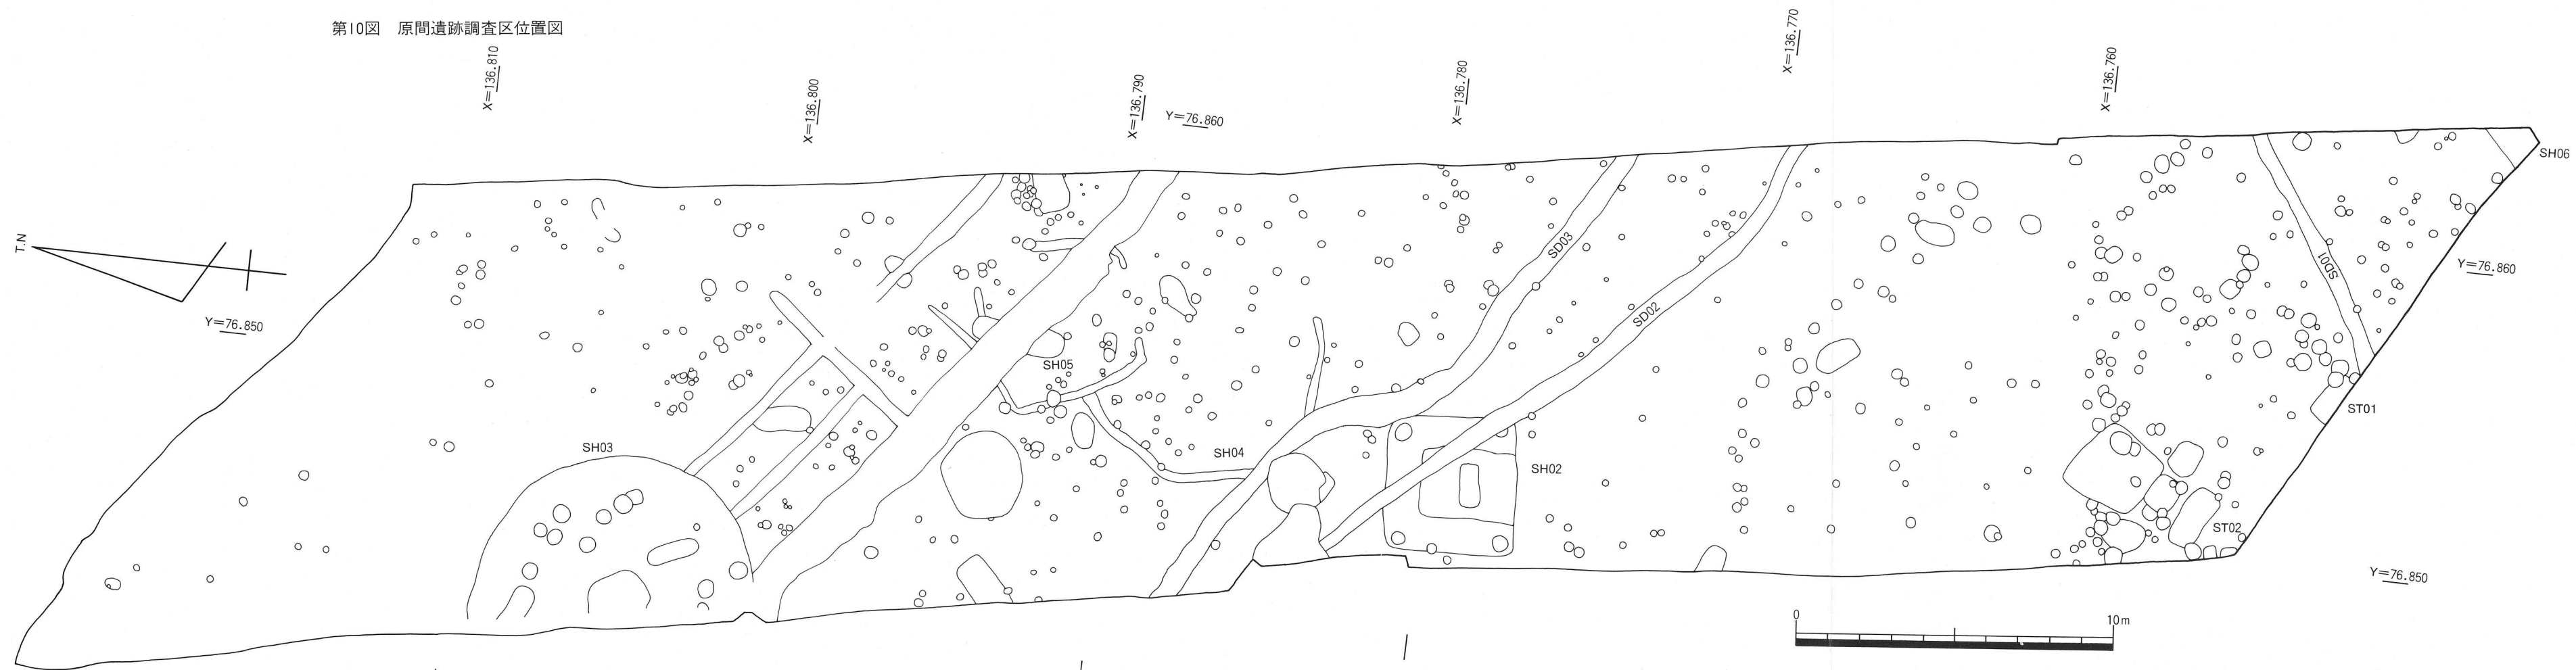 第10図 原間遺跡調査区位置図
X=136.810
X=136.800
X=136.790
Y=76.860
X=136.780
X=136.770
X=136.760
SH06
T.N
Y=76.850
SD03
SD02
SD01
Y=76.860
SH05
SH03
SH04
SH02
ST01
ST02
Y=76.850
0 10m